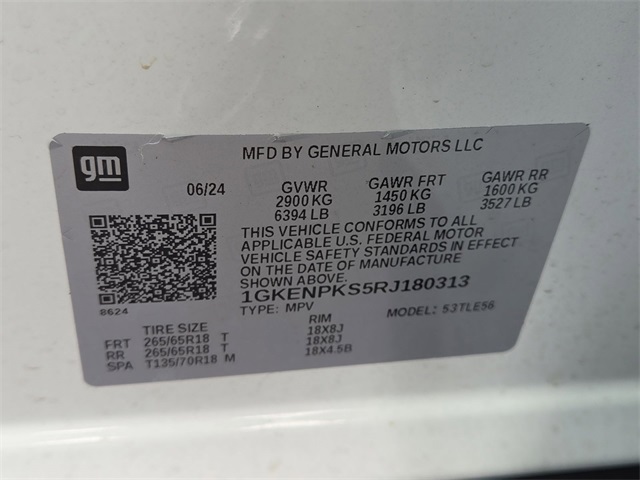 gm
MFD BY GENERAL MOTORS LLC
06/24 GVWR GAWR FRT GAWR RR
2900 KG 1450 KG 1600 KG
6394 LB 3196 LB 3527 LB
THIS VEHICLE CONFORMS TO ALL
APPLICABLE U.S. FEDERAL MOTOR
VEHICLE SAFETY STANDARDS IN EFFECT
ON THE DATE OF MANUFACTURE
SHOWN ABOVE.
1GKENPKS5RJ180313
8624 TYPE: MPV MODEL: 53TLE56
TIRE SIZE RIM
FRT 265/65R18 T 18X8J
RR 265/65R18 T 18X8J
SPA T135/70R18 M 18X4.5B